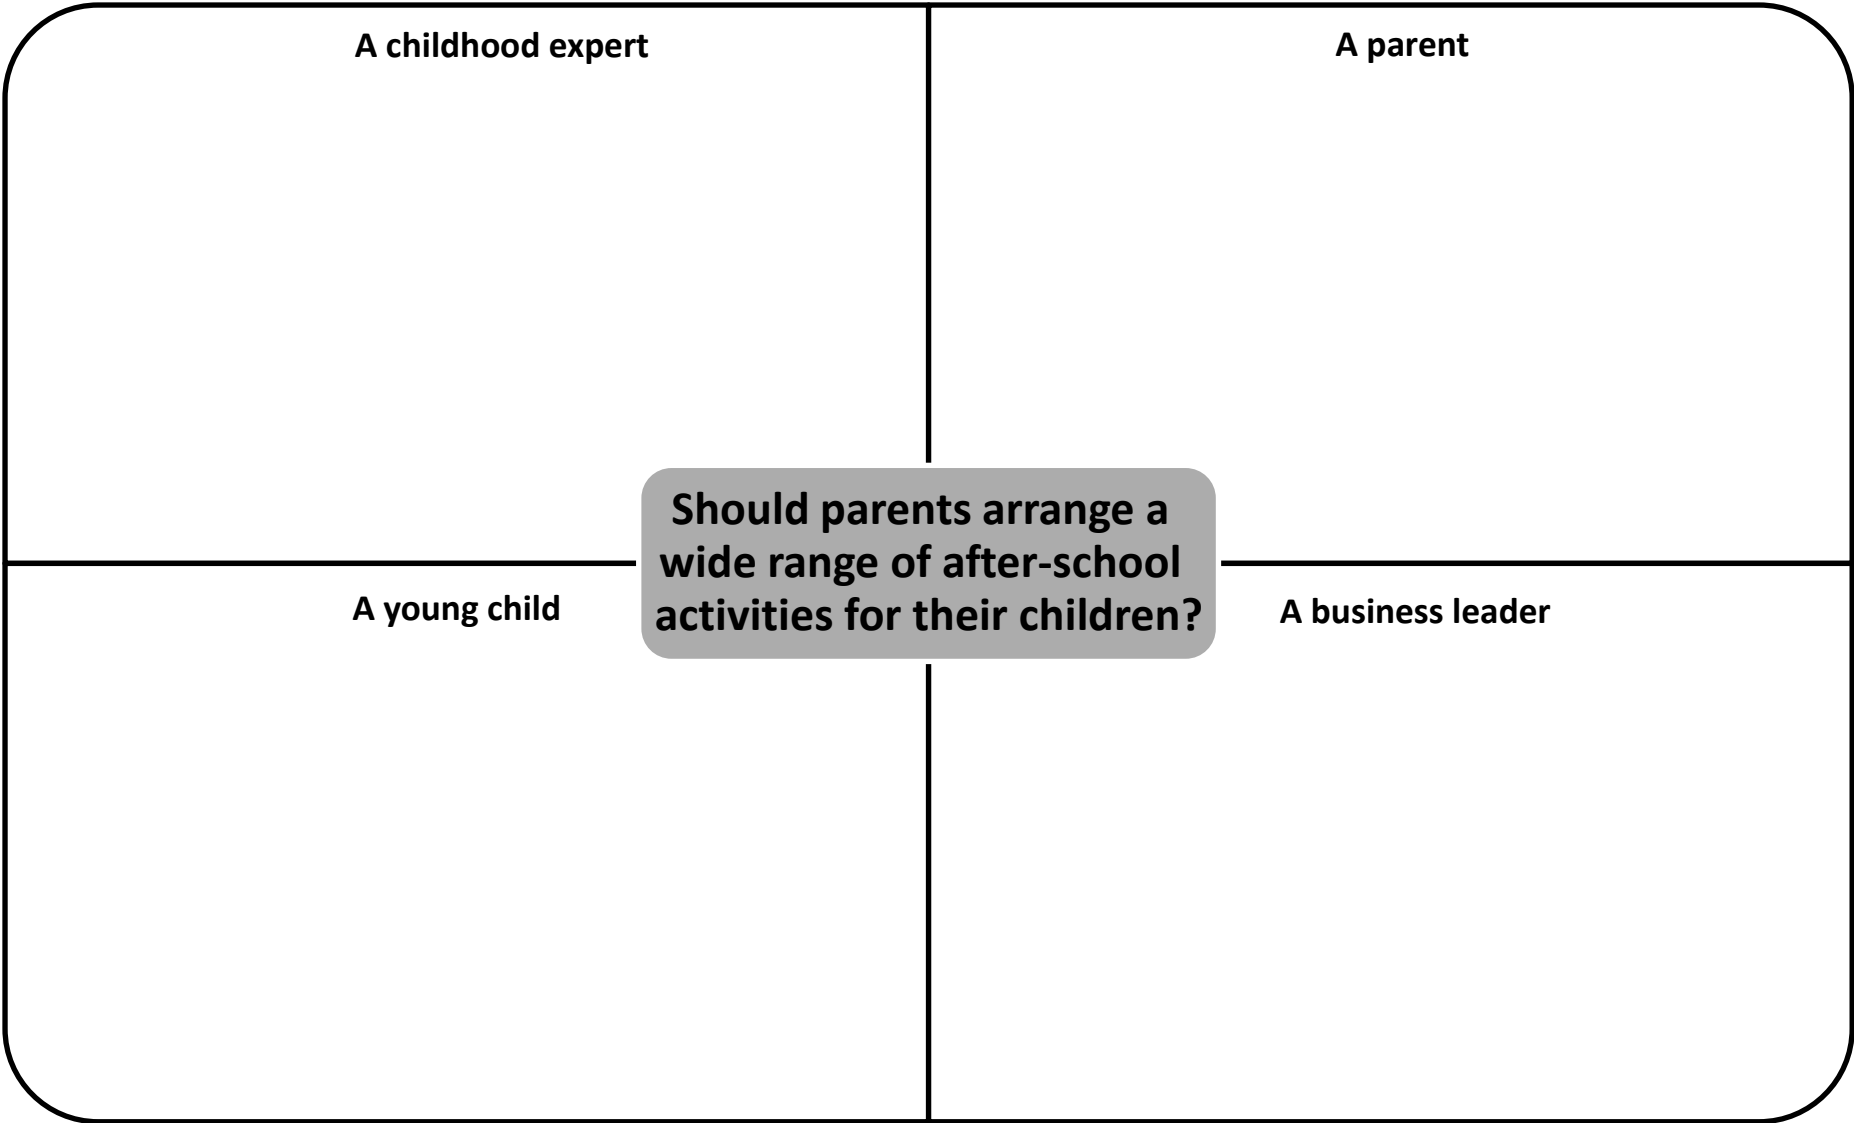 A childhood expert
A parent
Should parents arrange a
wide range of after-school
activities for their children?
A young child
A business leader